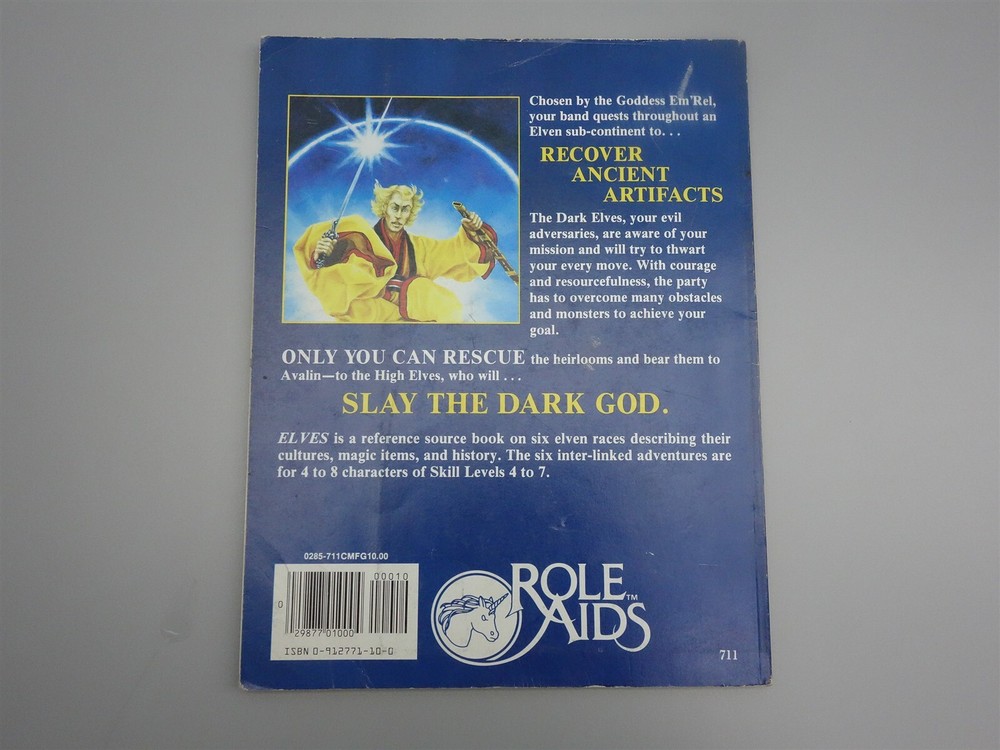 Chosen by the Goddess Em'Rel,
your band quests throughout an
Elven sub-continent to. . .
RECOVER
ANCIENT
ARTIFACTS
The Dark Elves, your evil
adversaries, are aware of your
mission and will try to thwart
your every move. With courage
and resourcefulness, the party
has to overcome many obstacles
and monsters to achieve your
goal.
ONLY YOU CAN RESCUE the heirlooms and bear them to
Avalin—to the High Elves, who will . . .
SLAY THE DARK GOD.
ELVES is a reference source book on six elven races describing their
cultures, magic items, and history. The six inter-linked adventures are
for 4 to 8 characters of Skill Levels 4 to 7.
0285-711CMFG10.00
00010
0
29877 01000
ISBN 0-912771-10-0
ROLE
AIDS
TM
711